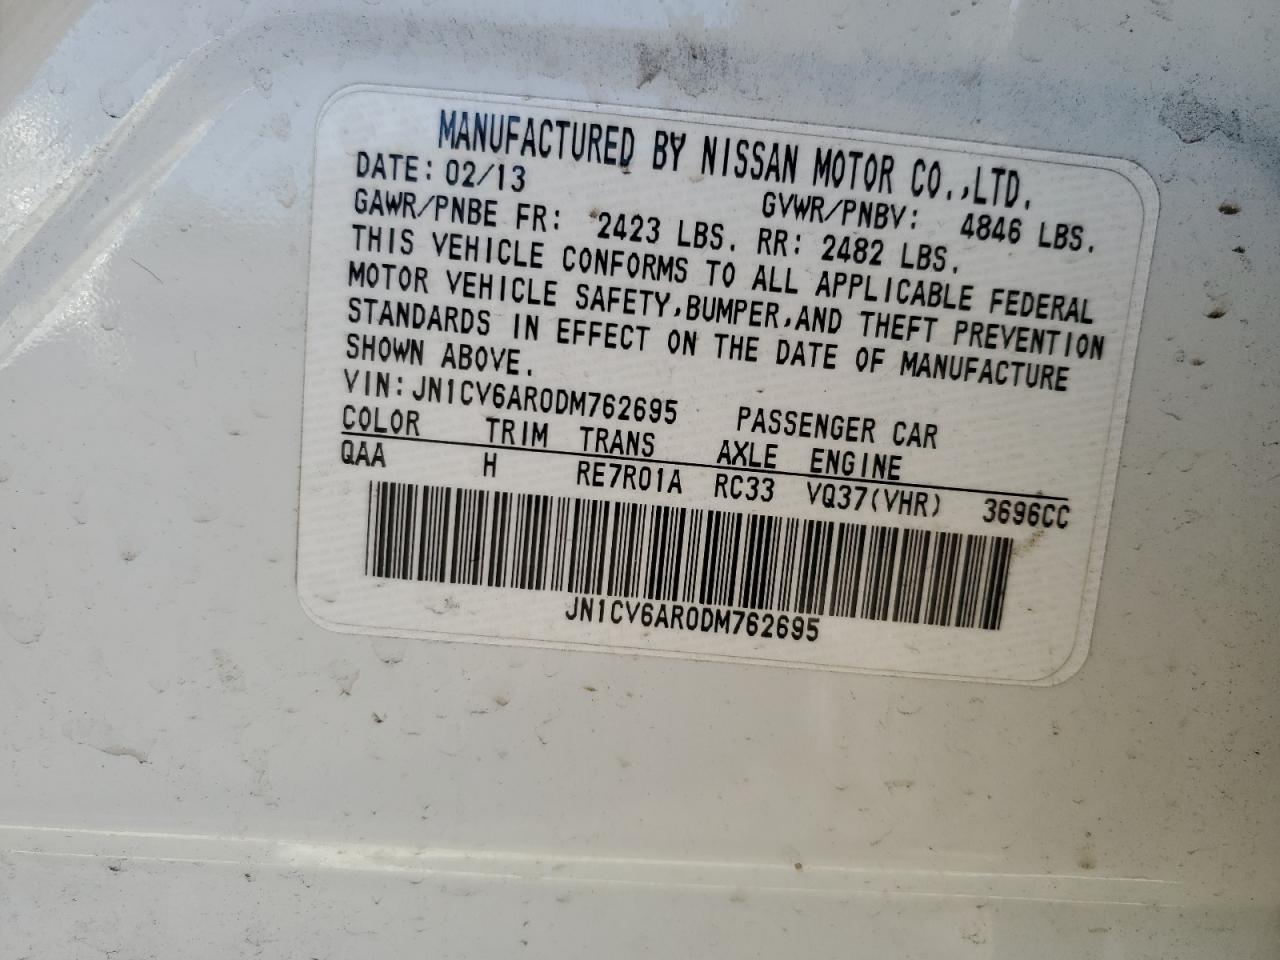 MANUFACTURED BY NISSAN MOTOR CO.,LTD.
DATE: 02/13 GVWR/PNBV: 4846 LBS.
GAWR/PNBE FR: 2423 LBS. RR: 2482 LBS.
THIS VEHICLE CONFORMS TO ALL APPLICABLE FEDERAL
MOTOR VEHICLE SAFETY,BUMPER,AND THEFT PREVENTION
STANDARDS IN EFFECT ON THE DATE OF MANUFACTURE
SHOWN ABOVE.
VIN:JN1CV6AR0DM762695 PASSENGER CAR
COLOR TRIM TRANS AXLE ENGINE
QAA H RE7R01A RC33 VQ37(VHR) 3696CC
JN1CV6AR0DM762695